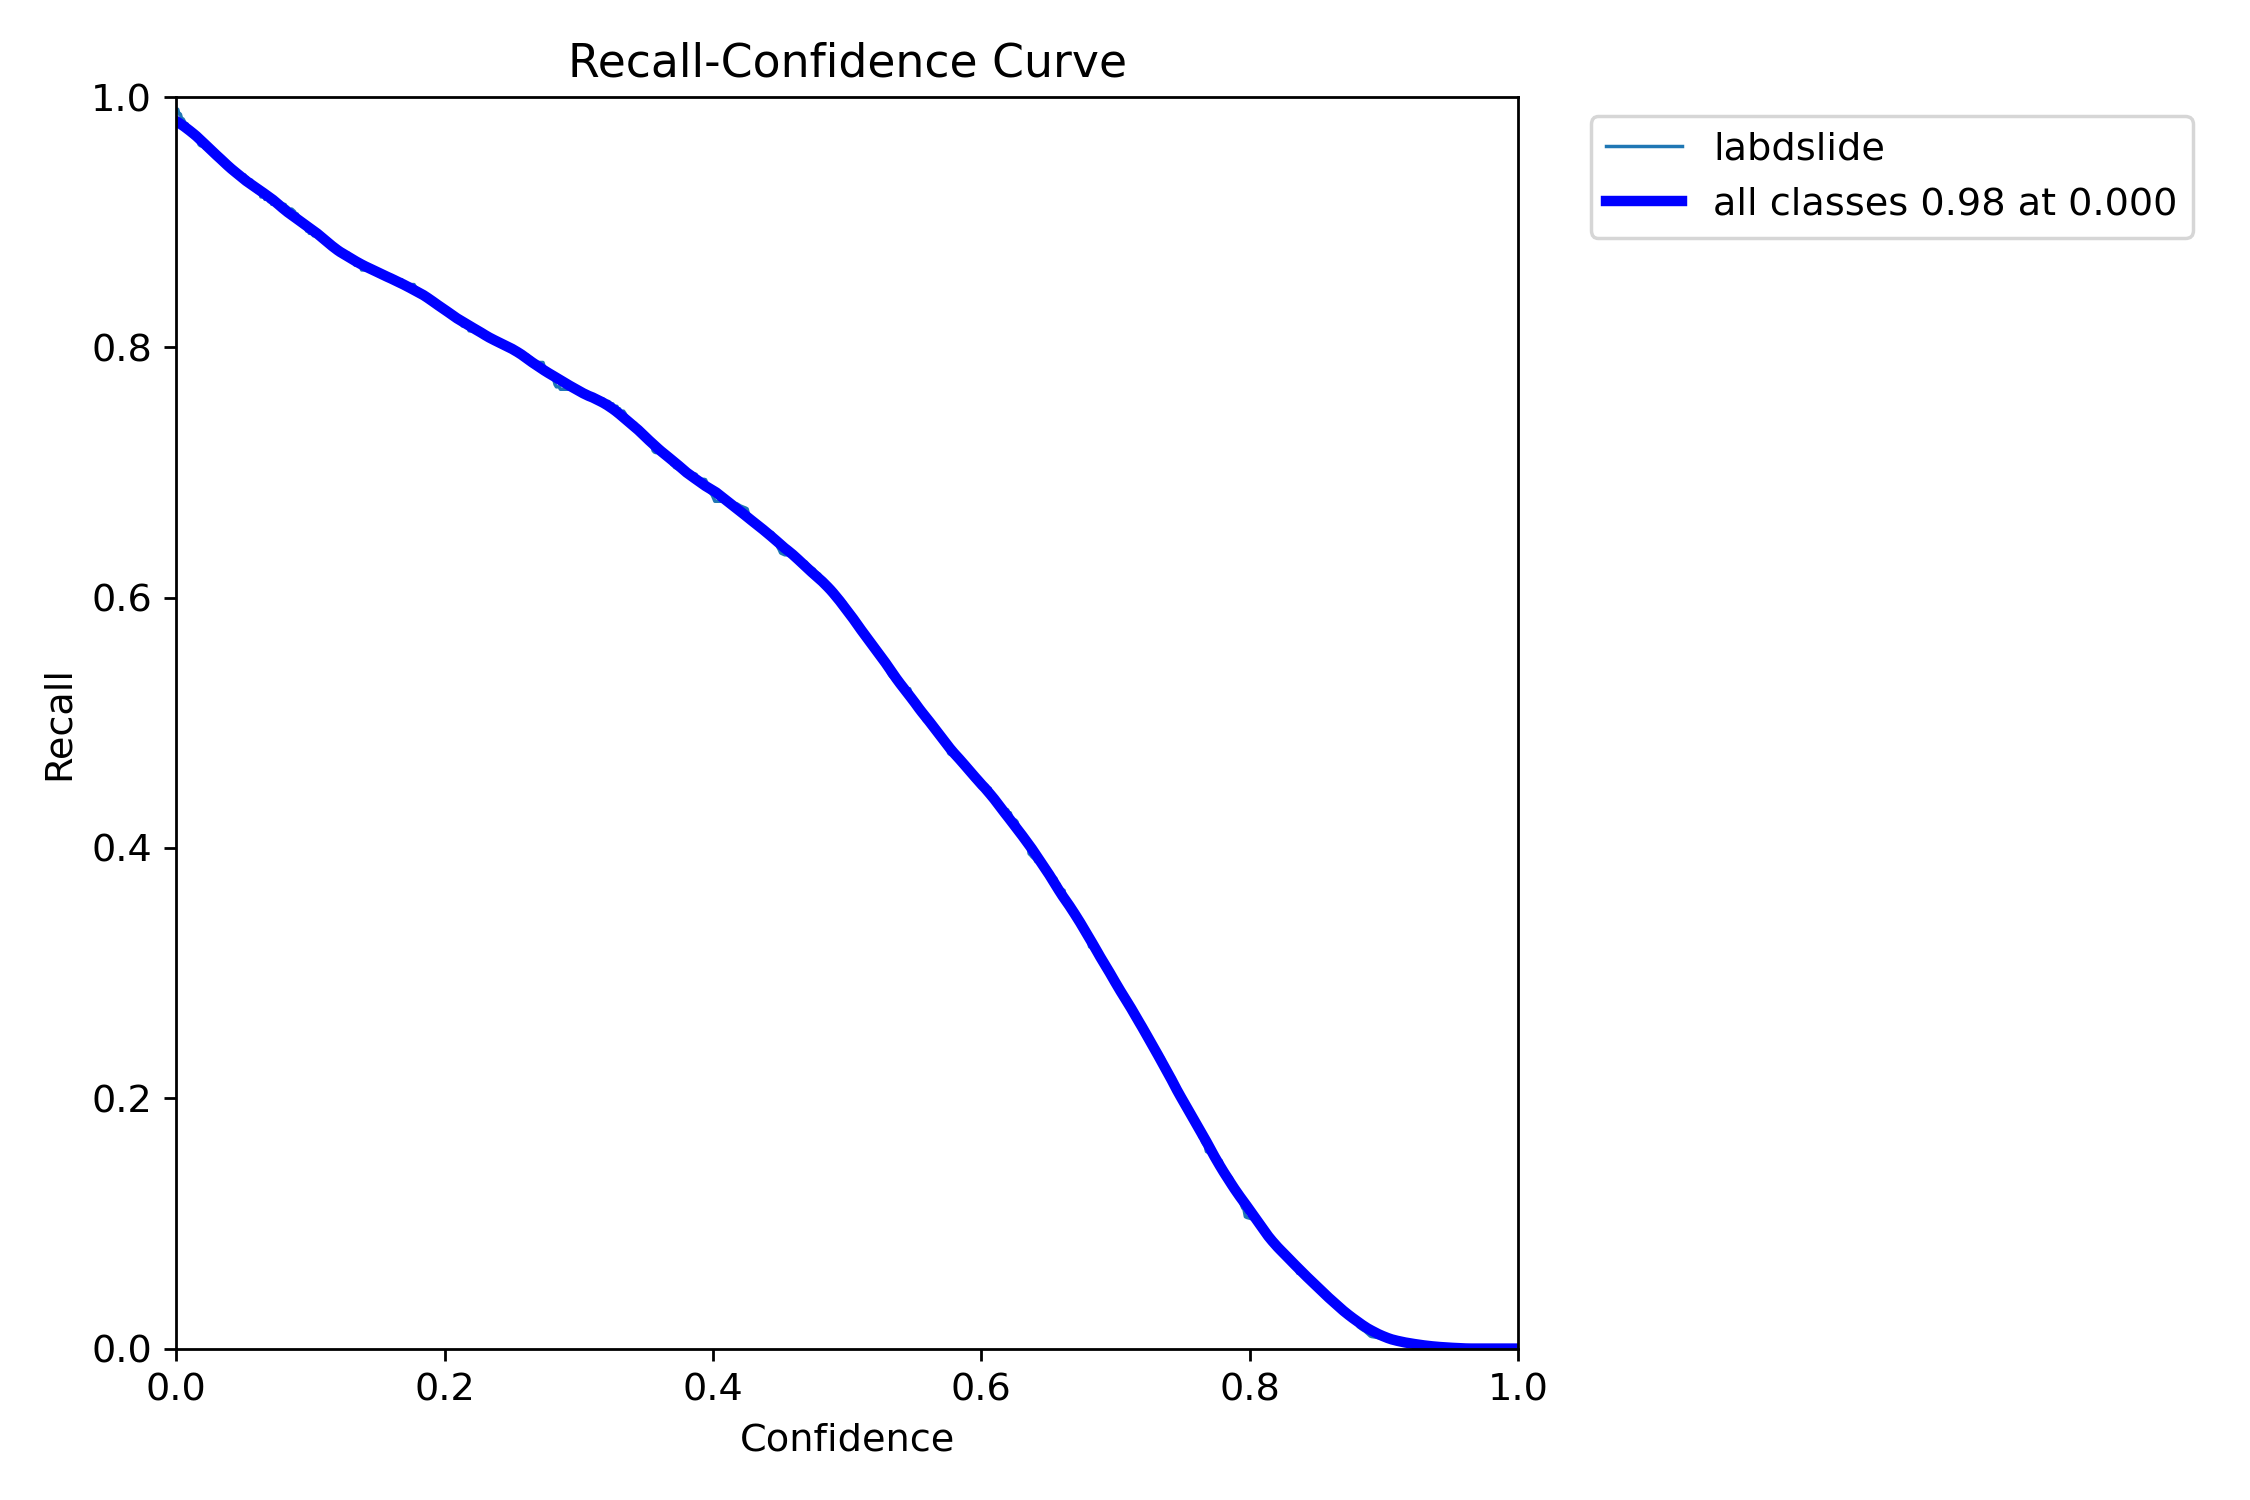 Recall-Confidence Curve
1.0
0.8
0.6
0.4
0.2
0.0
Recall
0.0 0.2 0.4 0.6 0.8 1.0
Confidence
labdslide
all classes 0.98 at 0.000